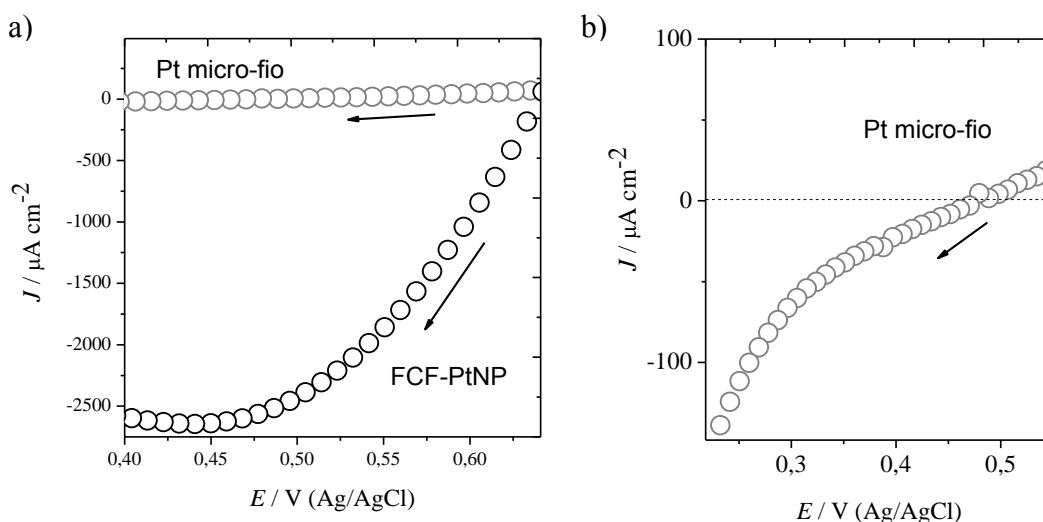 a)
Pt micro-fio
0
-500
-1000
-1500
-2000
-2500
J / μA cm-2
FCF-PtNP
0,40 0,45 0,50 0,55 0,60
E / V (Ag/AgCl)
b)
100
0
-100
J / μA cm-2
Pt micro-fio
0,3 0,4 0,5
E / V (Ag/AgCl)